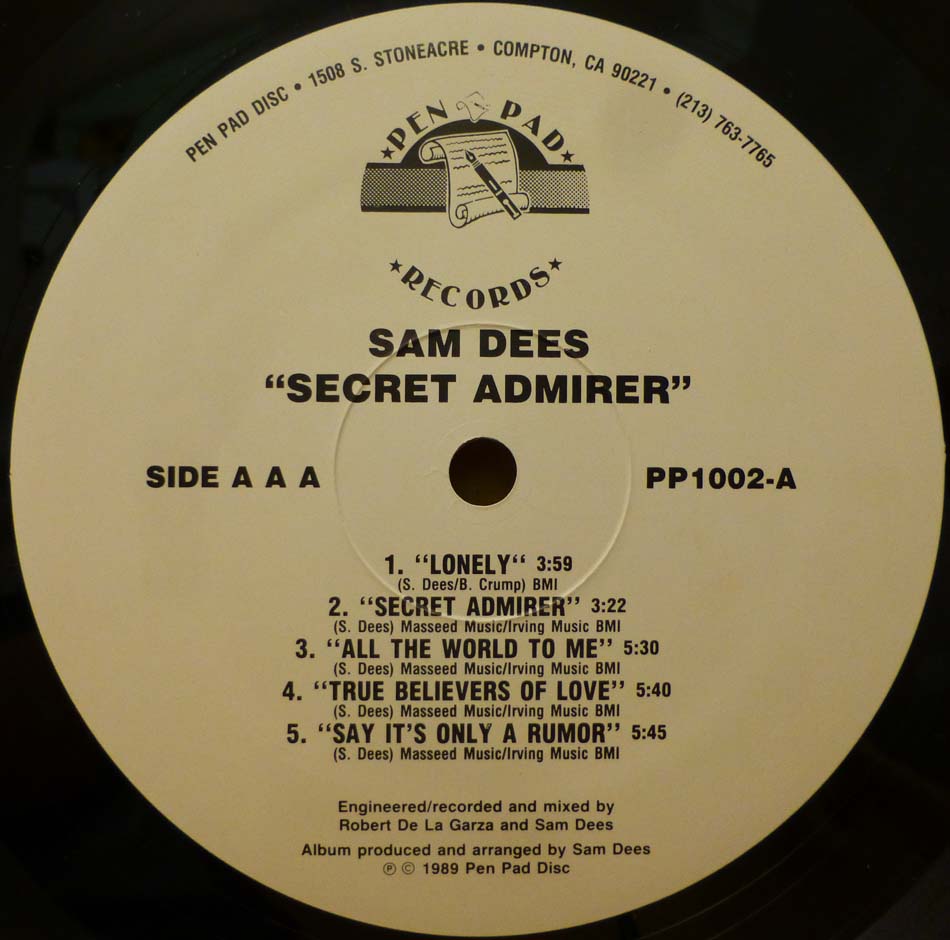 PEN PAD DISC • 1508 S. STONEACRE • COMPTON, CA 90221 • (213) 763-7765
★PEN PAD★
★RECORDS★
SAM DEES
“SECRET ADMIRER”
SIDE A A A
PP1002-A
1. “LONELY“ 3:59
(S. Dees/B. Crump) BMI
2. “SECRET ADMIRER” 3:22
(S. Dees) Masseed Music/Irving Music BMI
3. “ALL THE WORLD TO ME” 5:30
(S. Dees) Masseed Music/Irving Music BMI
4. “TRUE BELIEVERS OF LOVE” 5:40
(S. Dees) Masseed Music/Irving Music BMI
5. “SAY IT’S ONLY A RUMOR” 5:45
(S. Dees) Masseed Music/Irving Music BMI
Engineered/recorded and mixed by
Robert De La Garza and Sam Dees
Album produced and arranged by Sam Dees
℗ © 1989 Pen Pad Disc